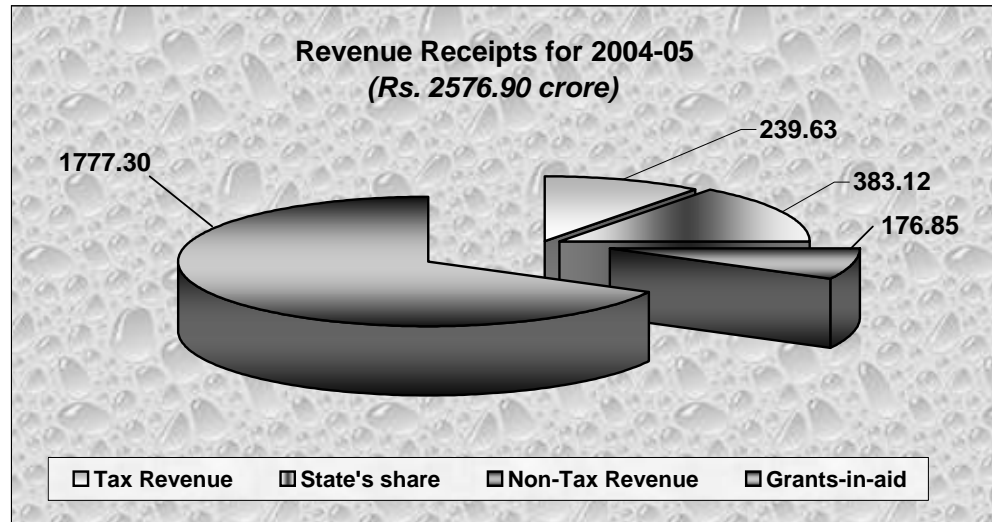 Revenue Receipts for 2004-05
(Rs. 2576.90 crore)
239.63
1777.30
383.12
176.85
Tax Revenue State's share Non-Tax Revenue Grants-in-aid